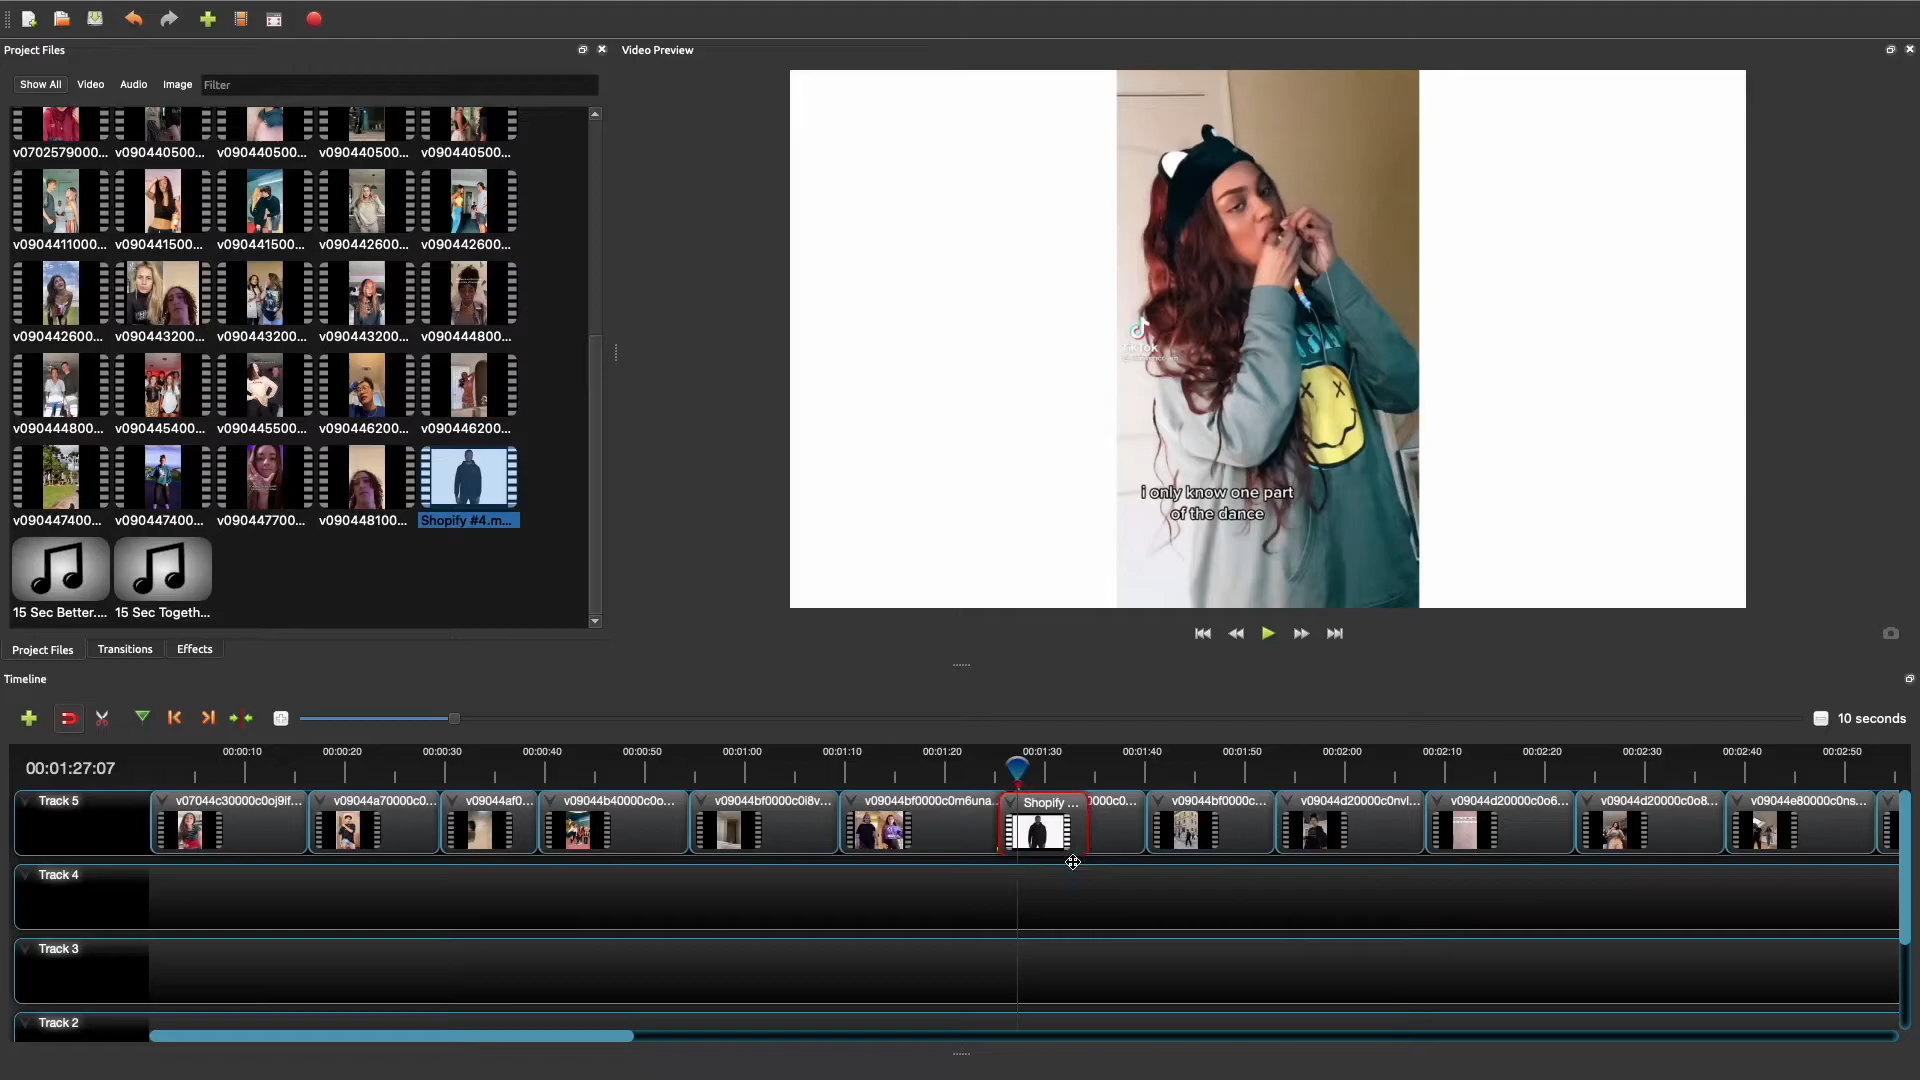 Project Files
Video Preview
Show All Video Audio Image Filter
v0702579000... v090440500... v090440500... v090440500... v090440500...
v0904411000... v090441500... v090441500... v090442600... v090442600...
v090442600... v090443200... v090443200... v090443200... v090444800...
v090444800... v090445400... v090445500... v090446200... v090446200...
v090447400... v090447400... v090447700... v090448100... Shopify #4.m...
15 Sec Better.... 15 Sec Togeth...
TikTok
i only know one part
of the dance
Project Files Transitions Effects
Timeline
10 seconds
00:00:10 00:00:20 00:00:30 00:00:40 00:00:50 00:01:00 00:01:10 00:01:20 00:01:30 00:01:40 00:01:50 00:02:00 00:02:10 00:02:20 00:02:30 00:02:40 00:02:50
00:01:27:07
Track 5 v07044c30000c0oj9if... v09044a70000c0... v09044af0... v09044b40000c0o... v09044bf0000c0i8v... v09044bf0000c0m6una... Shopify ... 0000c0... v09044bf0000c... v09044d20000c0nvl... v09044d20000c0o6... v09044d20000c0o8... v09044e80000c0ns...
Track 4
Track 3
Track 2